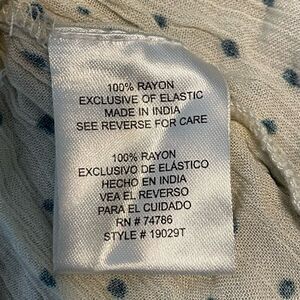 100% RAYON
EXCLUSIVE OF ELASTIC
MADE IN INDIA
SEE REVERSE FOR CARE
100% RAYON
EXCLUSIVO DE ELÁSTICO
HECHO EN INDIA
VEA EL REVERSO
PARA EL CUIDADO
RN # 74786
STYLE # 19029T